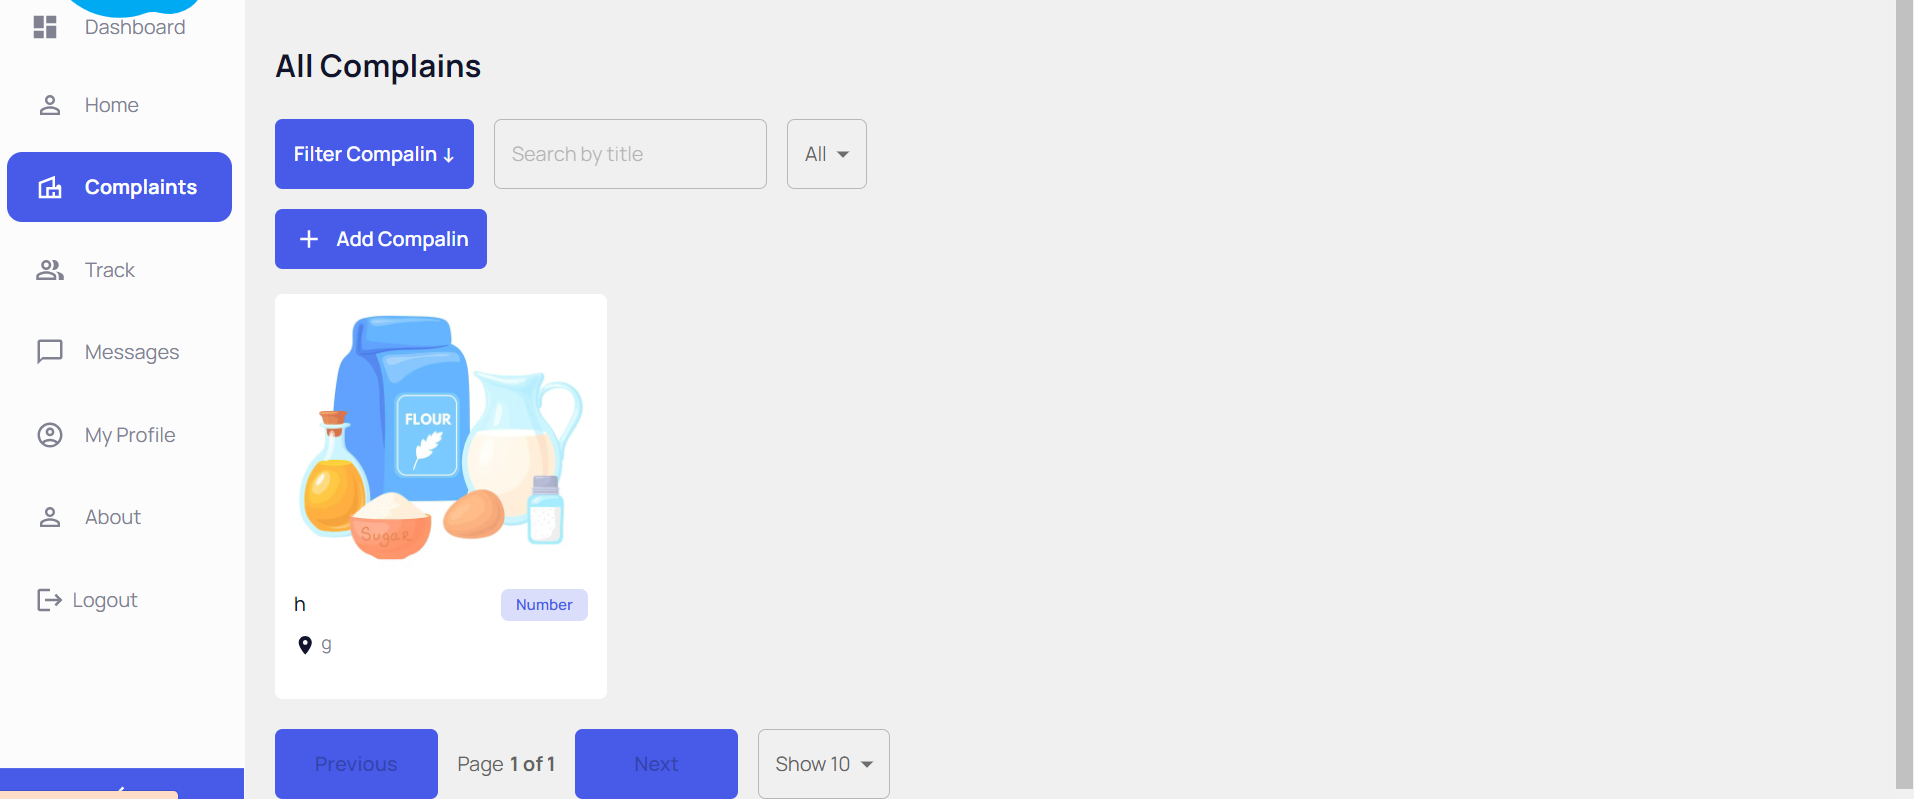 Dashboard
Home
Complaints
Track
Messages
My Profile
About
Logout
All Complains
Filter Compalin ↓
Search by title
All
+ Add Compalin
FLOUR
Sugar
h
Number
g
Previous
Page 1 of 1
Next
Show 10